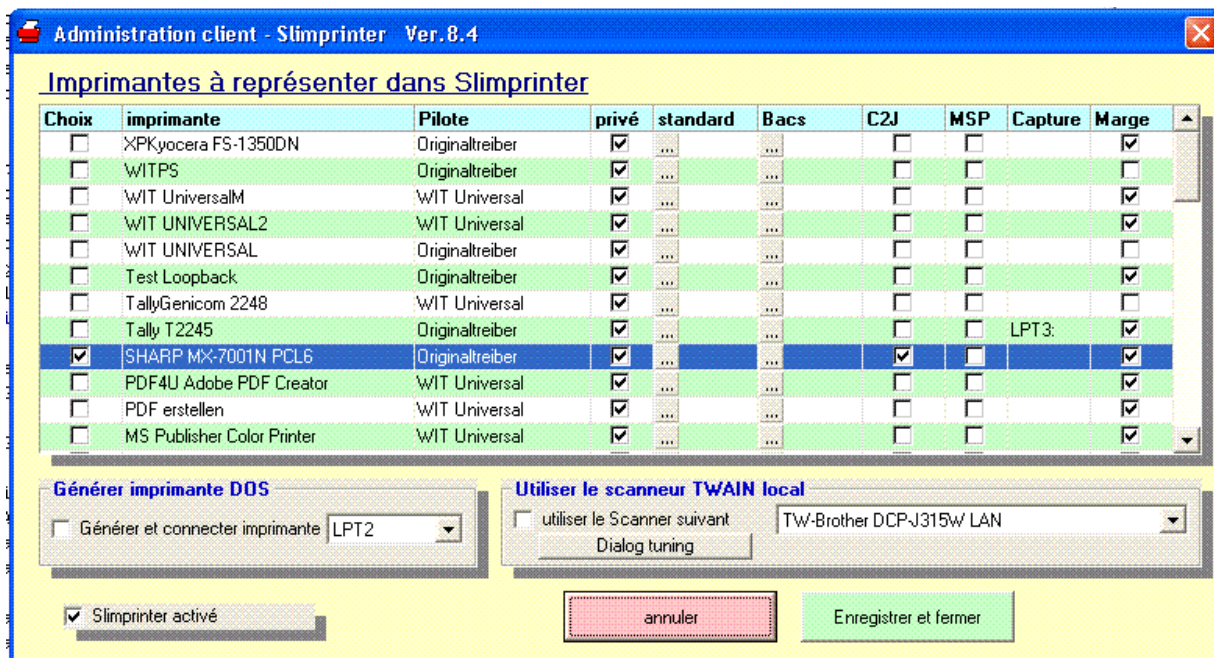 Administration client - Slimprinter Ver.8.4
Imprimantes à représenter dans Slimprinter
Choix imprimante Pilote privé standard Bacs C2J MSP Capture Marge
XPKyocera FS-1350DN Originaltreiber ... ...
WITPS Originaltreiber ... ...
WIT UniversalM WIT Universal ... ...
WIT UNIVERSAL2 WIT Universal ... ...
WIT UNIVERSAL Originaltreiber ... ...
Test Loopback Originaltreiber ... ...
TallyGenicom 2248 WIT Universal ... ...
Tally T2245 Originaltreiber ... ... LPT3:
SHARP MX-7001N PCL6 Originaltreiber ... ...
PDF4U Adobe PDF Creator WIT Universal ... ...
PDF erstellen WIT Universal ... ...
MS Publisher Color Printer WIT Universal ... ...
Générer imprimante DOS
Générer et connecter imprimante LPT2
Utiliser le scanneur TWAIN local
utiliser le Scanner suivant TW-Brother DCP-J315W LAN
Dialog tuning
Slimprinter activé
annuler
Enregistrer et fermer